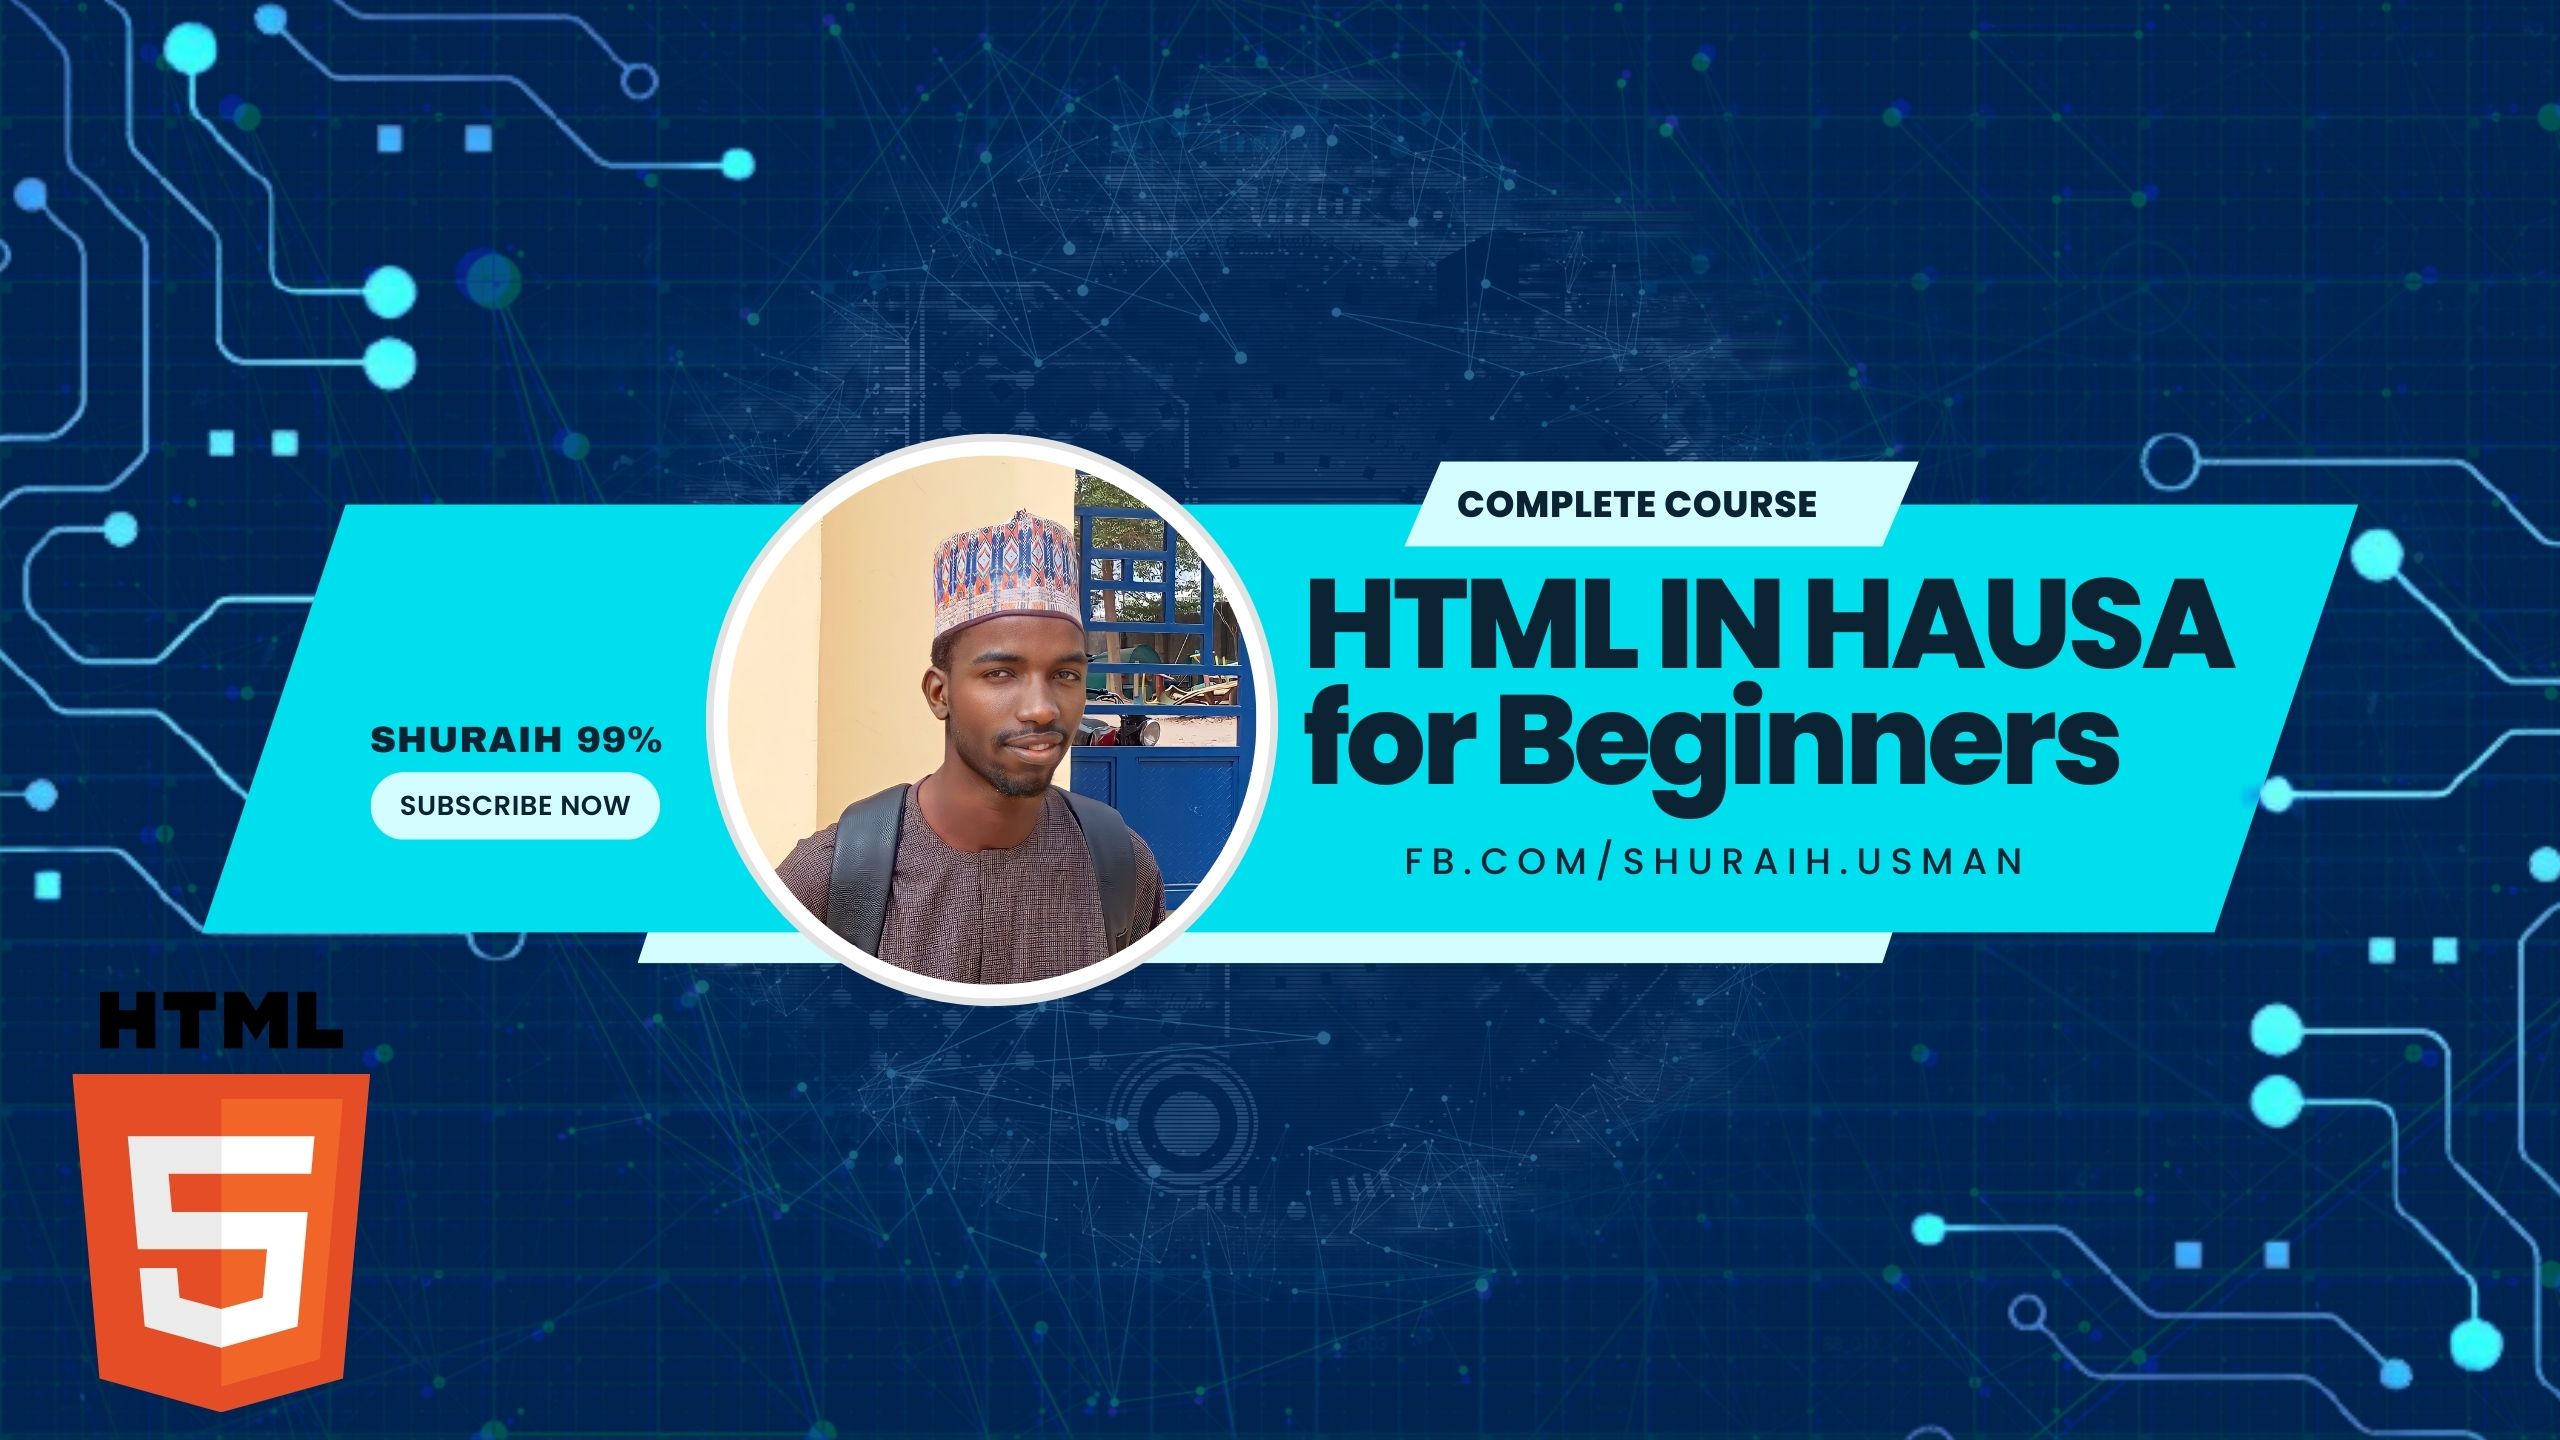 COMPLETE COURSE
HTML IN HAUSA
for Beginners
FB.COM/SHURAIH.USMAN
SHURAIH 99%
SUBSCRIBE NOW
HTML
5